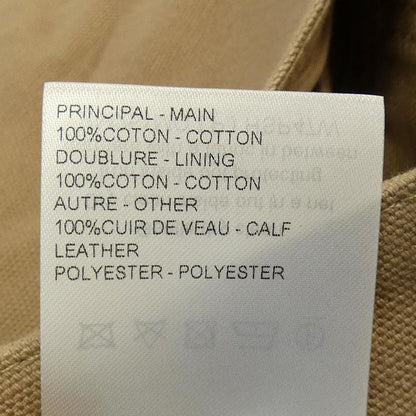 PRINCIPAL - MAIN
100%COTON - COTTON
DOUBLURE - LINING
100%COTON - COTTON
AUTRE - OTHER
100%CUIR DE VEAU - CALF
LEATHER
POLYESTER - POLYESTER